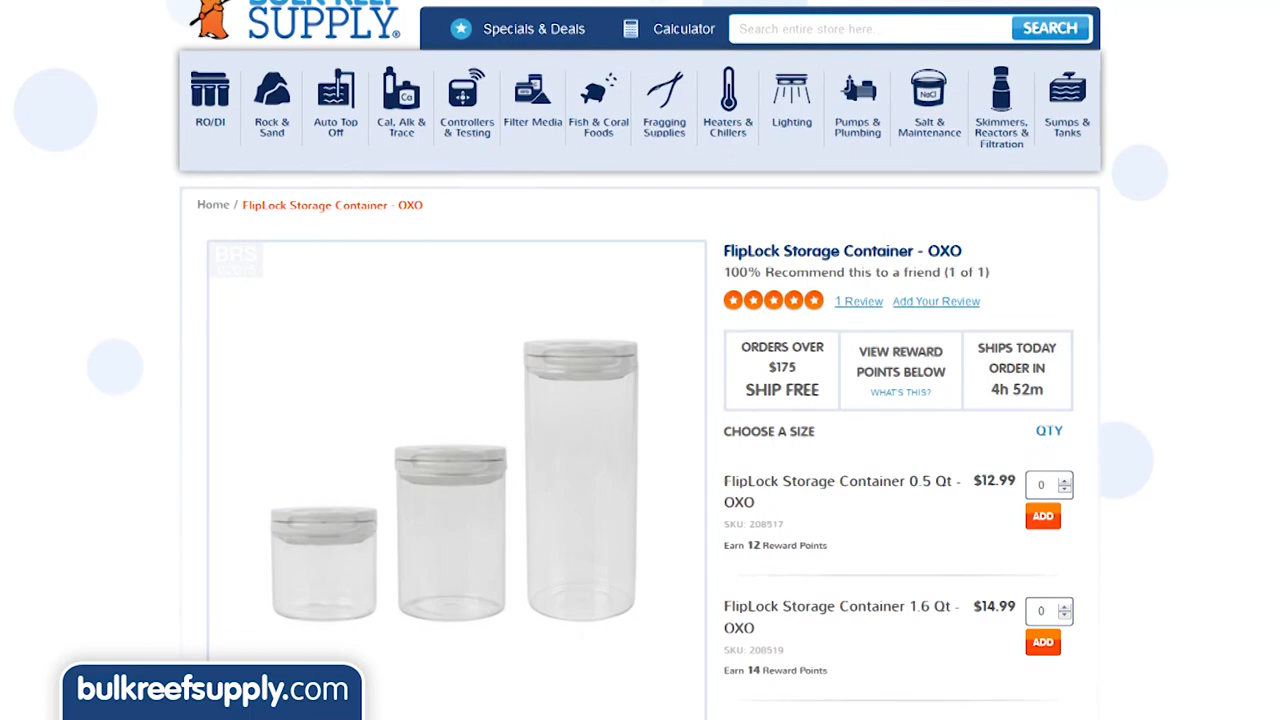 BULK REEF
SUPPLY®
Specials & Deals
Calculator
Search entire store here..
SEARCH
RO/DI
Rock &
Sand
Auto Top
Off
Cal, Alk &
Trace
Controllers
& Testing
Filter Media
Fish & Coral
Foods
Fragging
Supplies
Heaters &
Chillers
Lighting
Pumps &
Plumbing
Salt &
Maintenance
Skimmers,
Reactors &
Filtration
Sumps &
Tanks
Ca
NaCl
Home / FlipLock Storage Container - OXO
BRS
FlipLock Storage Container - OXO
100% Recommend this to a friend (1 of 1)
1 Review Add Your Review
ORDERS OVER
$175
SHIP FREE
VIEW REWARD
POINTS BELOW
WHAT'S THIS?
SHIPS TODAY
ORDER IN
4h 52m
CHOOSE A SIZE QTY
FlipLock Storage Container 0.5 Qt -
OXO
$12.99
0
ADD
SKU: 208517
Earn 12 Reward Points
FlipLock Storage Container 1.6 Qt -
OXO
$14.99
0
ADD
SKU: 208519
Earn 14 Reward Points
bulkreefsupply.com